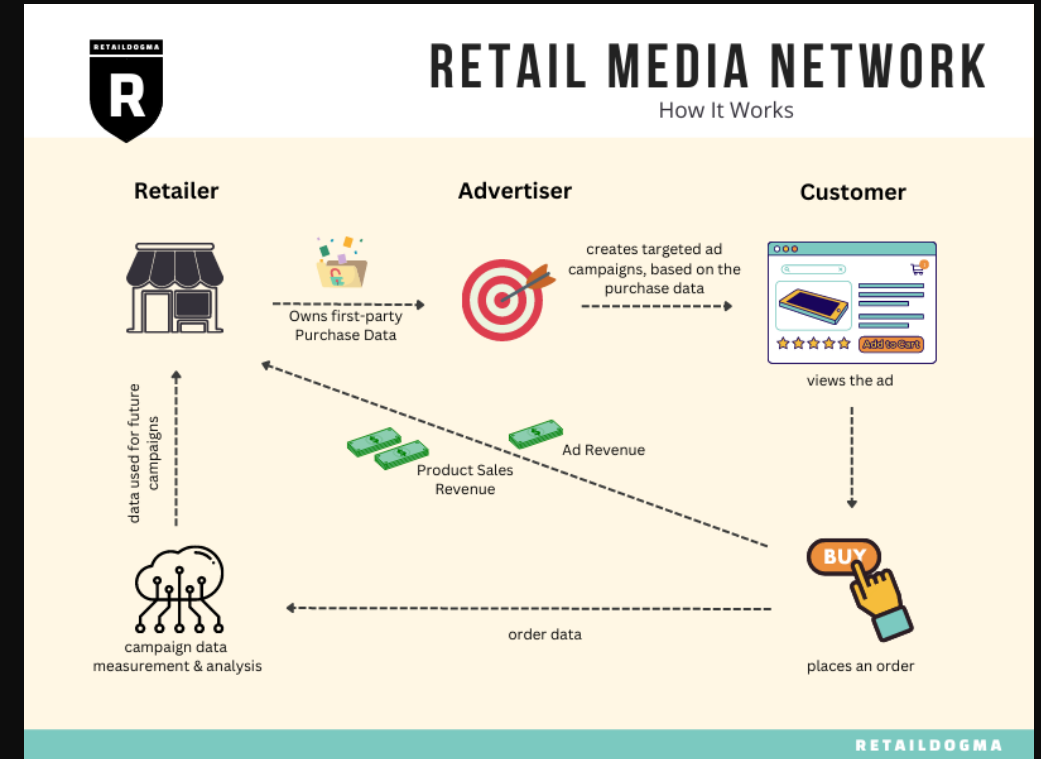 RETAILDOGMA
R
RETAIL MEDIA NETWORK
How It Works
Retailer
Advertiser
Customer
Owns first-party
Purchase Data
creates targeted ad
campaigns, based on the
purchase data
Add to Cart
views the ad
data used for future
campaigns
Ad Revenue
Product Sales
Revenue
BUY
campaign data
measurement & analysis
order data
places an order
RETAILDOGMA